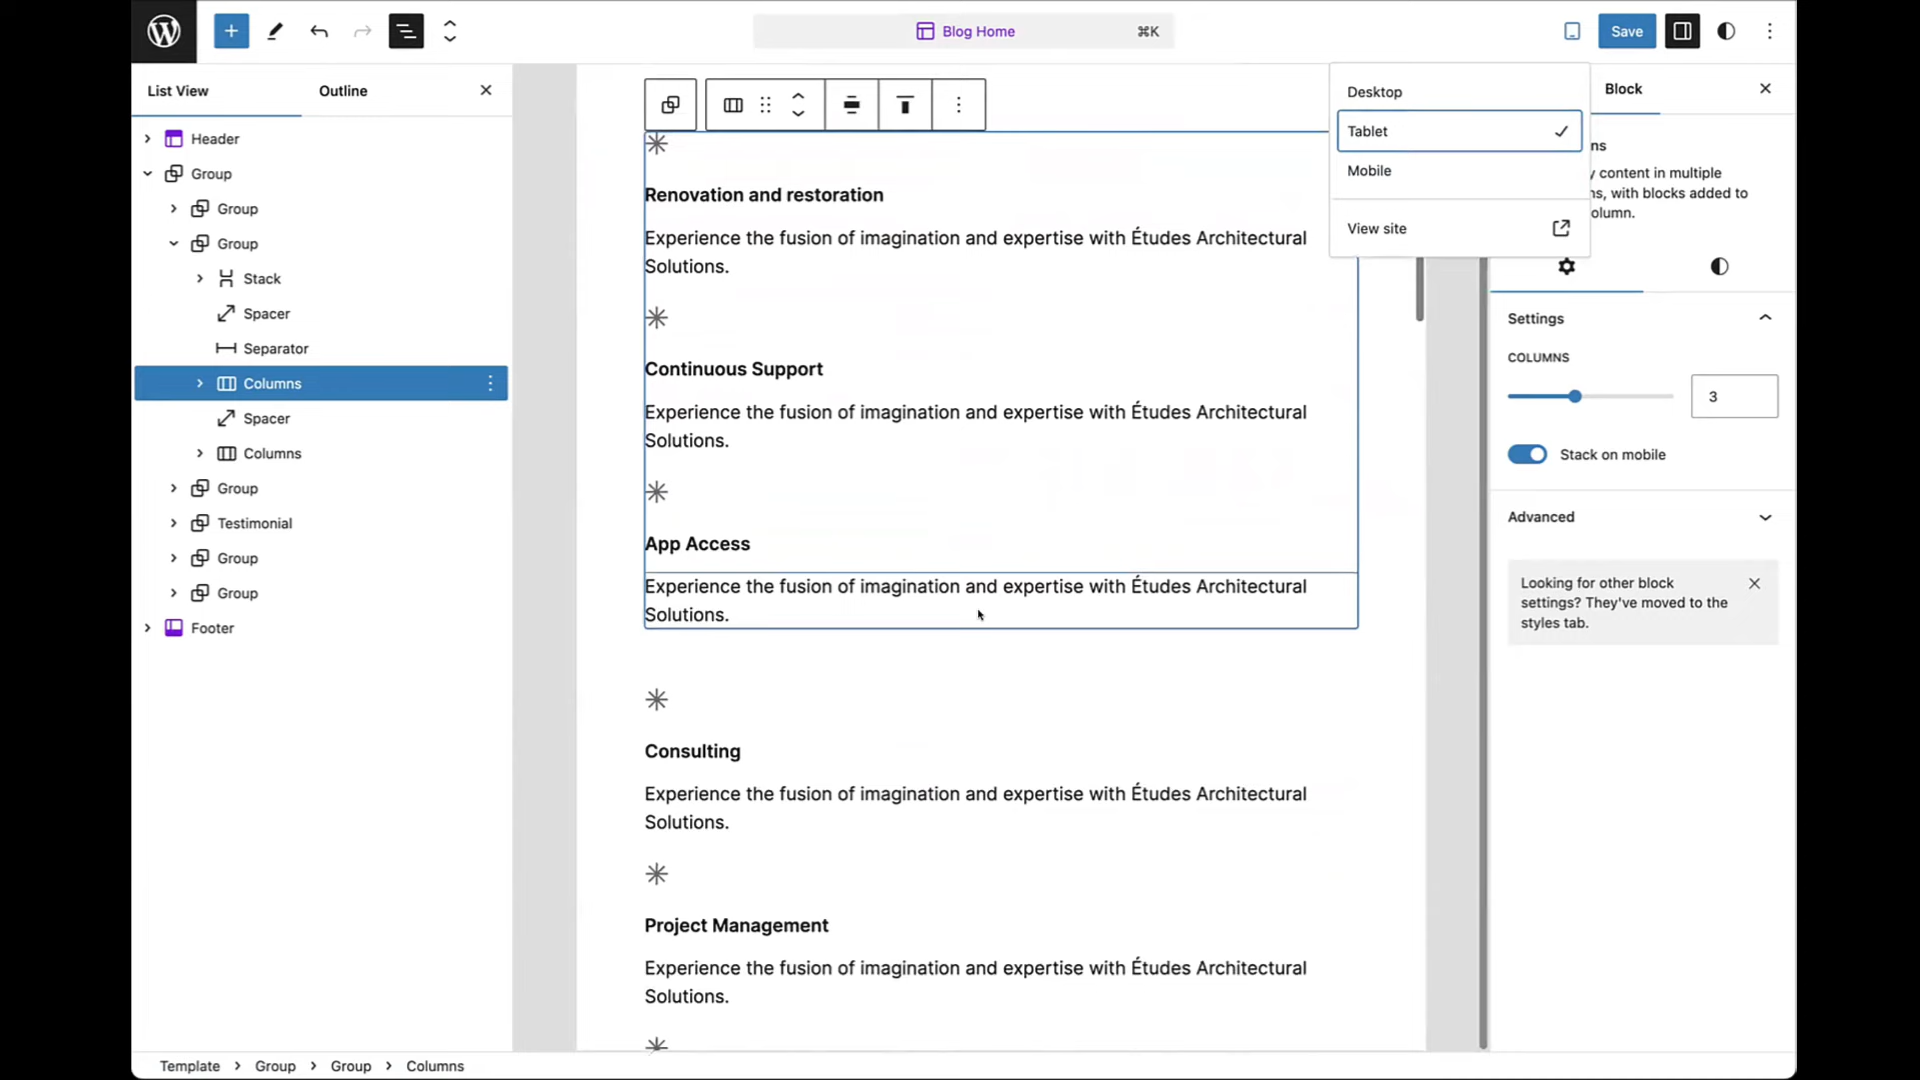 Blog Home
⌘K
Save
List View
Outline
Header
Group
Group
Group
Stack
Spacer
Separator
Columns
Spacer
Columns
Group
Testimonial
Group
Group
Footer
Renovation and restoration
Experience the fusion of imagination and expertise with Études Architectural
Solutions.
Continuous Support
Experience the fusion of imagination and expertise with Études Architectural
Solutions.
App Access
Experience the fusion of imagination and expertise with Études Architectural
Solutions.
Consulting
Experience the fusion of imagination and expertise with Études Architectural
Solutions.
Project Management
Experience the fusion of imagination and expertise with Études Architectural
Solutions.
Desktop
Tablet
Mobile
View site
Block
ns
y content in multiple
ns, with blocks added to
olumn.
Settings
COLUMNS
3
Stack on mobile
Advanced
Looking for other block
settings? They've moved to the
styles tab.
Template
Group
Group
Columns